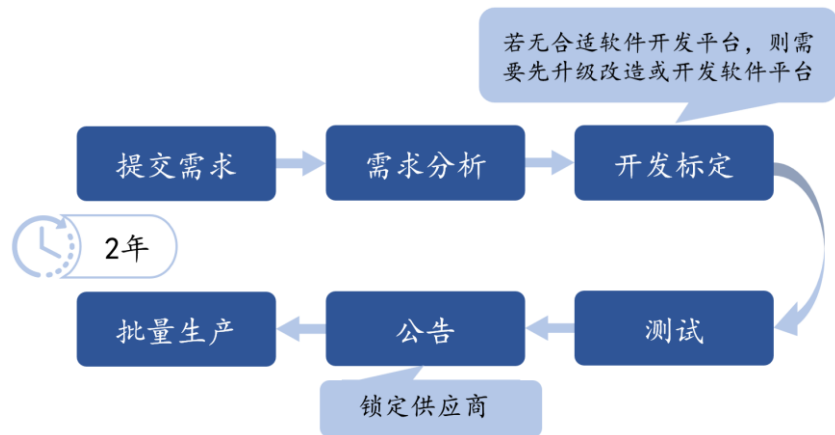 若无合适软件开发平台，则需
要先升级改造或开发软件平台
提交需求
需求分析
开发标定
2年
批量生产
公告
测试
锁定供应商